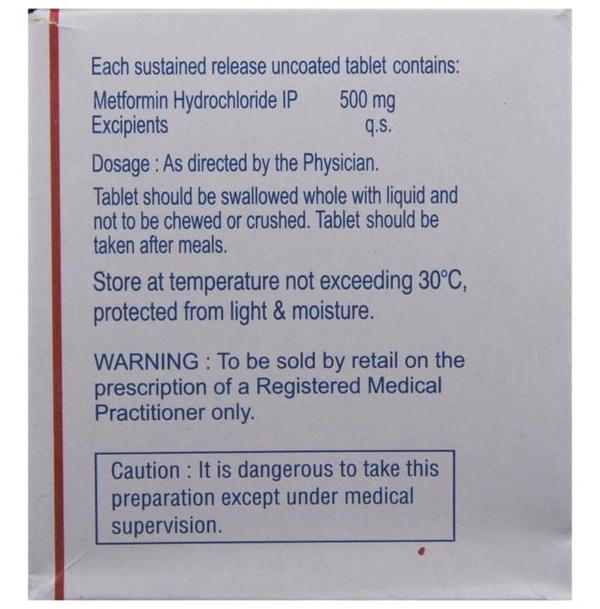 Each sustained release uncoated tablet contains:
Metformin Hydrochloride IP 500 mg
Excipients q.s.
Dosage : As directed by the Physician.
Tablet should be swallowed whole with liquid and
not to be chewed or crushed. Tablet should be
taken after meals.
Store at temperature not exceeding 30°C,
protected from light & moisture.
WARNING : To be sold by retail on the
prescription of a Registered Medical
Practitioner only.
Caution : It is dangerous to take this
preparation except under medical
supervision.